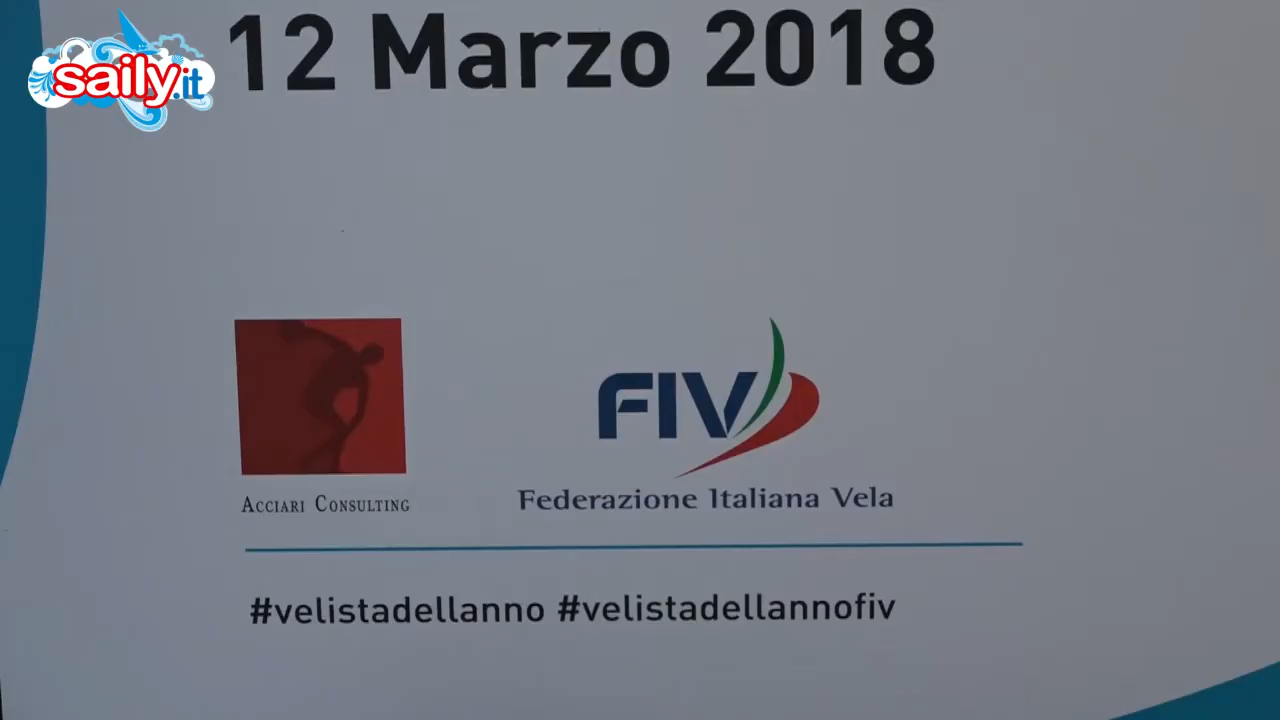 12 Marzo 2018
saily.it
FIV
ACCIARI CONSULTING
Federazione Italiana Vela
#velistadellanno #velistadellannofiv